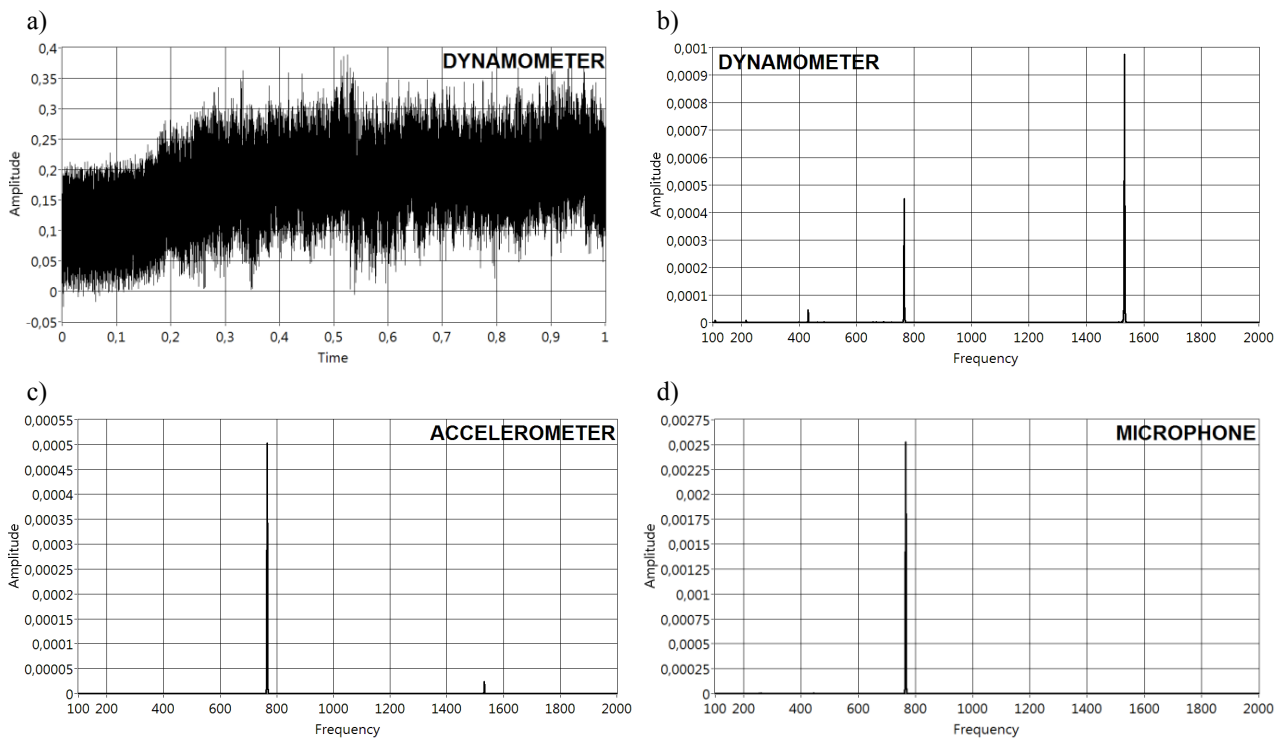 a)
DYNAMOMETER
0,4
0,35
0,3
0,25
0,2
0,15
0,1
0,05
0
-0,05
Amplitude
0 0,1 0,2 0,3 0,4 0,5 0,6 0,7 0,8 0,9 1
Time
b)
DYNAMOMETER
0,001
0,0009
0,0008
0,0007
0,0006
0,0005
0,0004
0,0003
0,0002
0,0001
0
Amplitude
100 200 400 600 800 1000 1200 1400 1600 1800 2000
Frequency
c)
ACCELEROMETER
0,00055
0,0005
0,00045
0,0004
0,00035
0,0003
0,00025
0,0002
0,00015
0,0001
0,00005
0
Amplitude
100 200 400 600 800 1000 1200 1400 1600 1800 2000
Frequency
d)
MICROPHONE
0,00275
0,0025
0,00225
0,002
0,00175
0,0015
0,00125
0,001
0,00075
0,0005
0,00025
0
Amplitude
100 200 400 600 800 1000 1200 1400 1600 1800 2000
Frequency